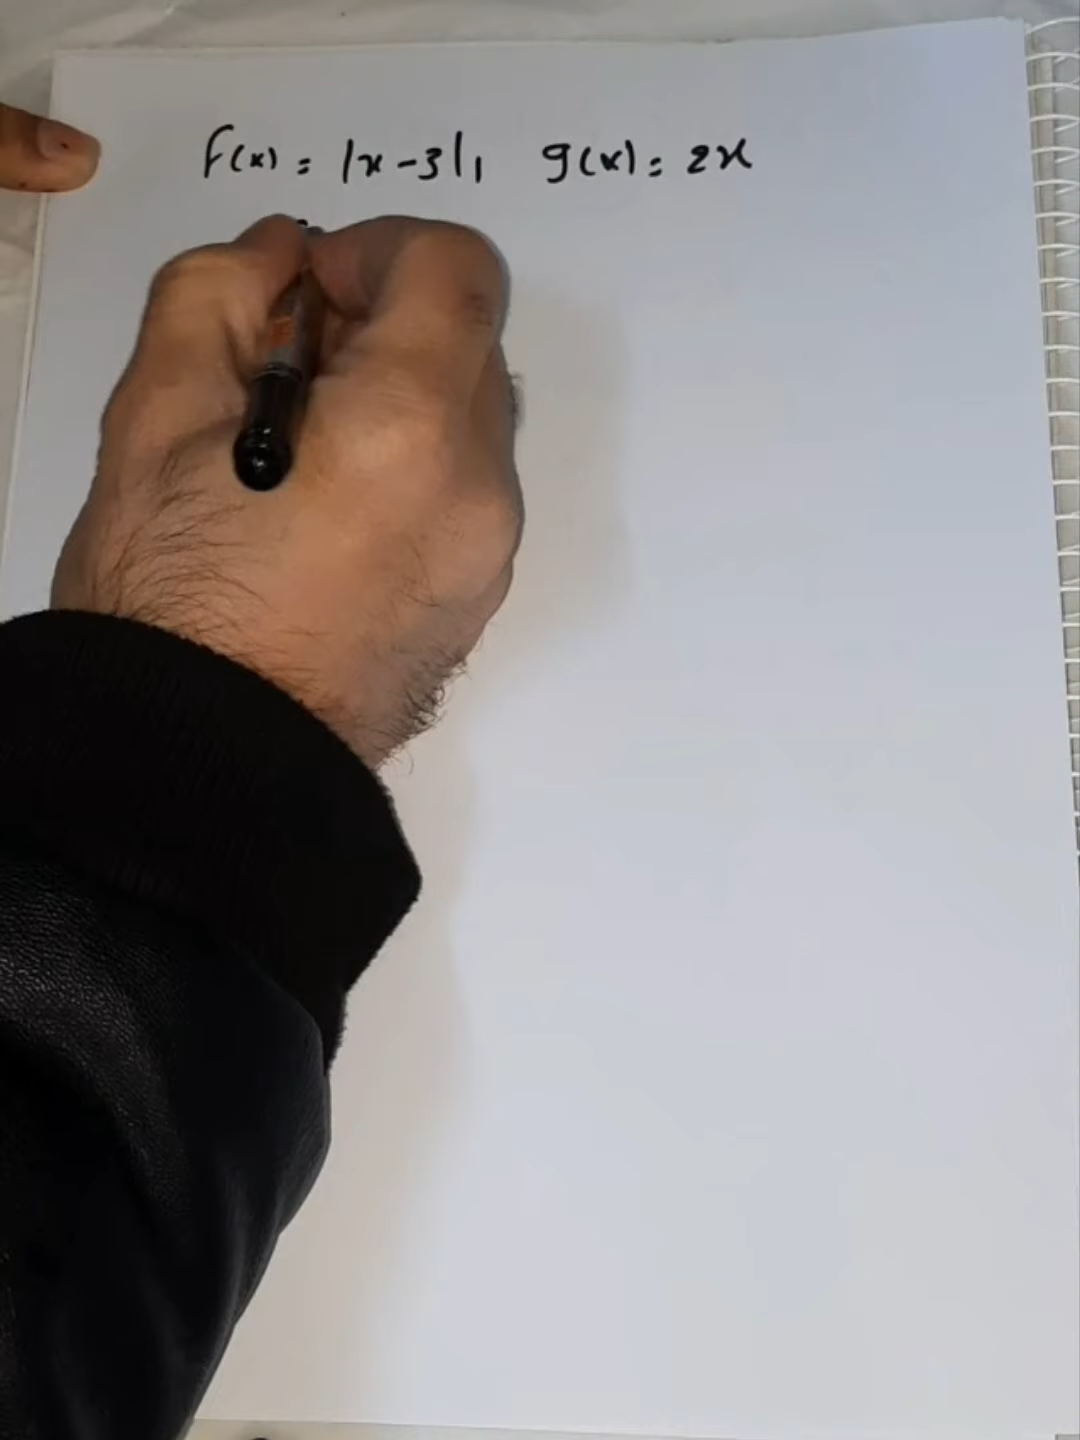 f(x) = |x-3|, g(x) = 2x